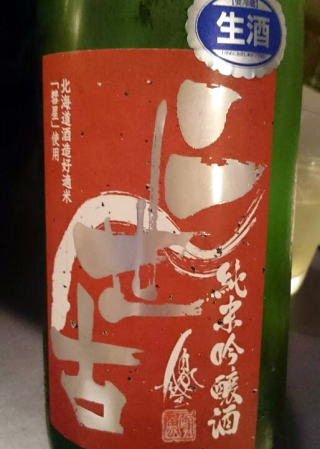 生酒
二世古
純米吟醸酒
北海道酒造好適米
「彗星」使用